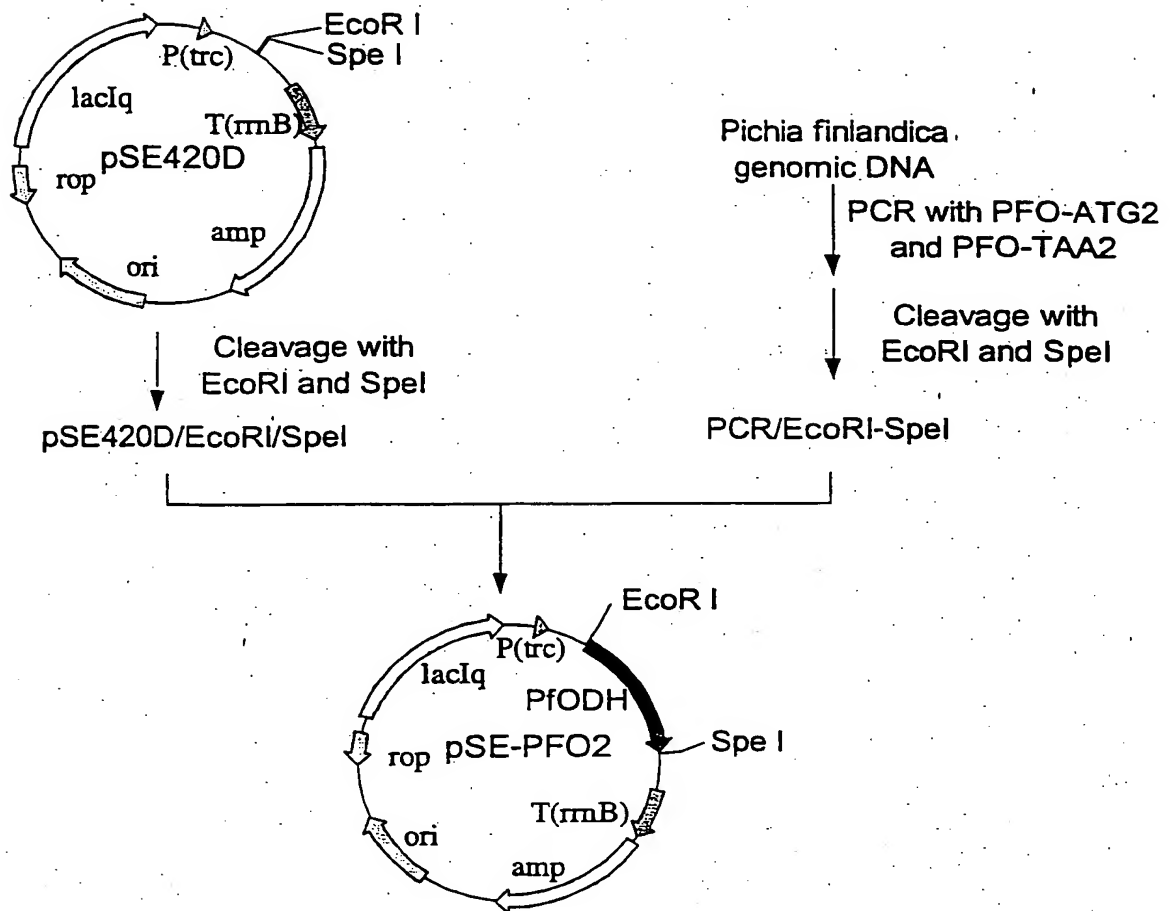 EcoR I
Spe I
P(trc)
lacIq
T(rrnB)
pSE420D
rop
amp
ori
Pichia finlandica
genomic DNA
PCR with PFO-ATG2
and PFO-TAA2
Cleavage with
EcoRI and SpeI
Cleavage with
EcoRI and SpeI
pSE420D/EcoRI/SpeI
PCR/EcoRI-SpeI
EcoR I
P(trc)
lacIq
PfODH
Spe I
rop
pSE-PFO2
T(rrnB)
ori
amp